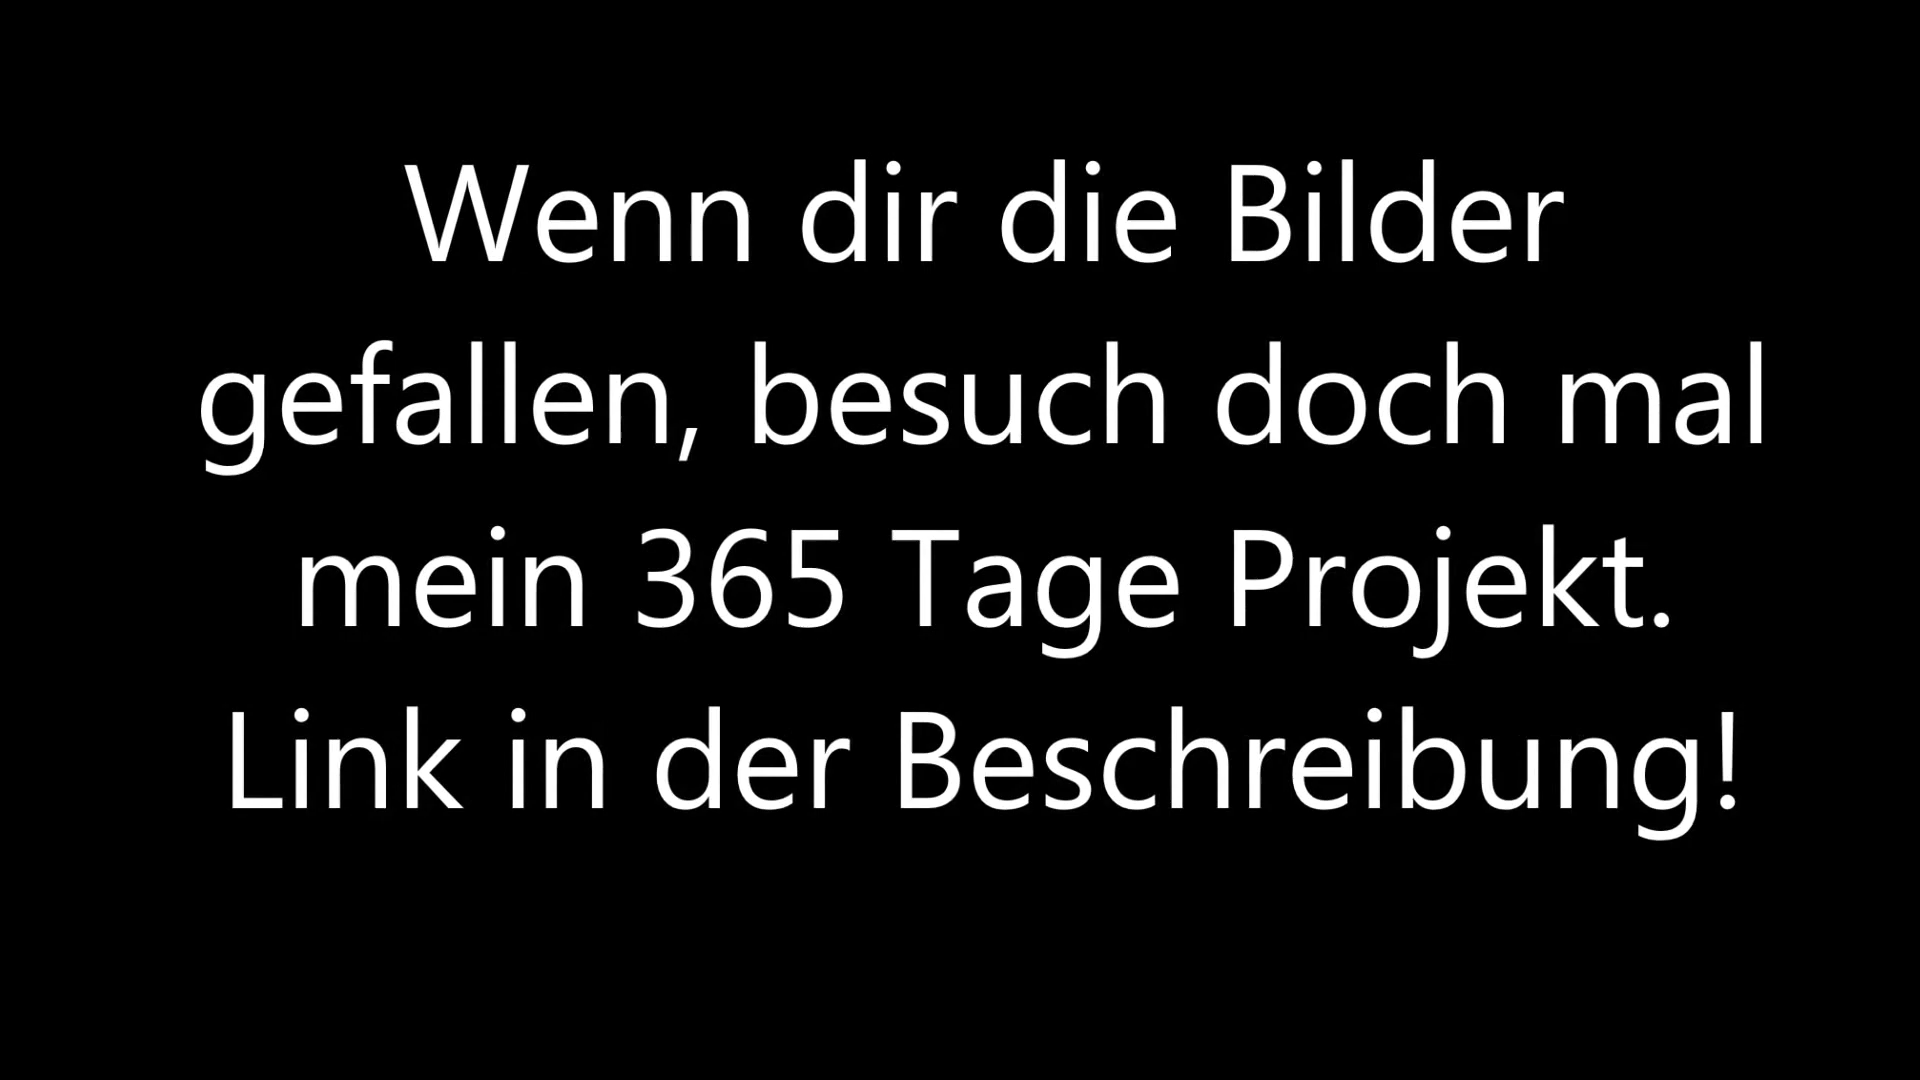 Wenn dir die Bilder
gefallen, besuch doch mal
mein 365 Tage Projekt.
Link in der Beschreibung!